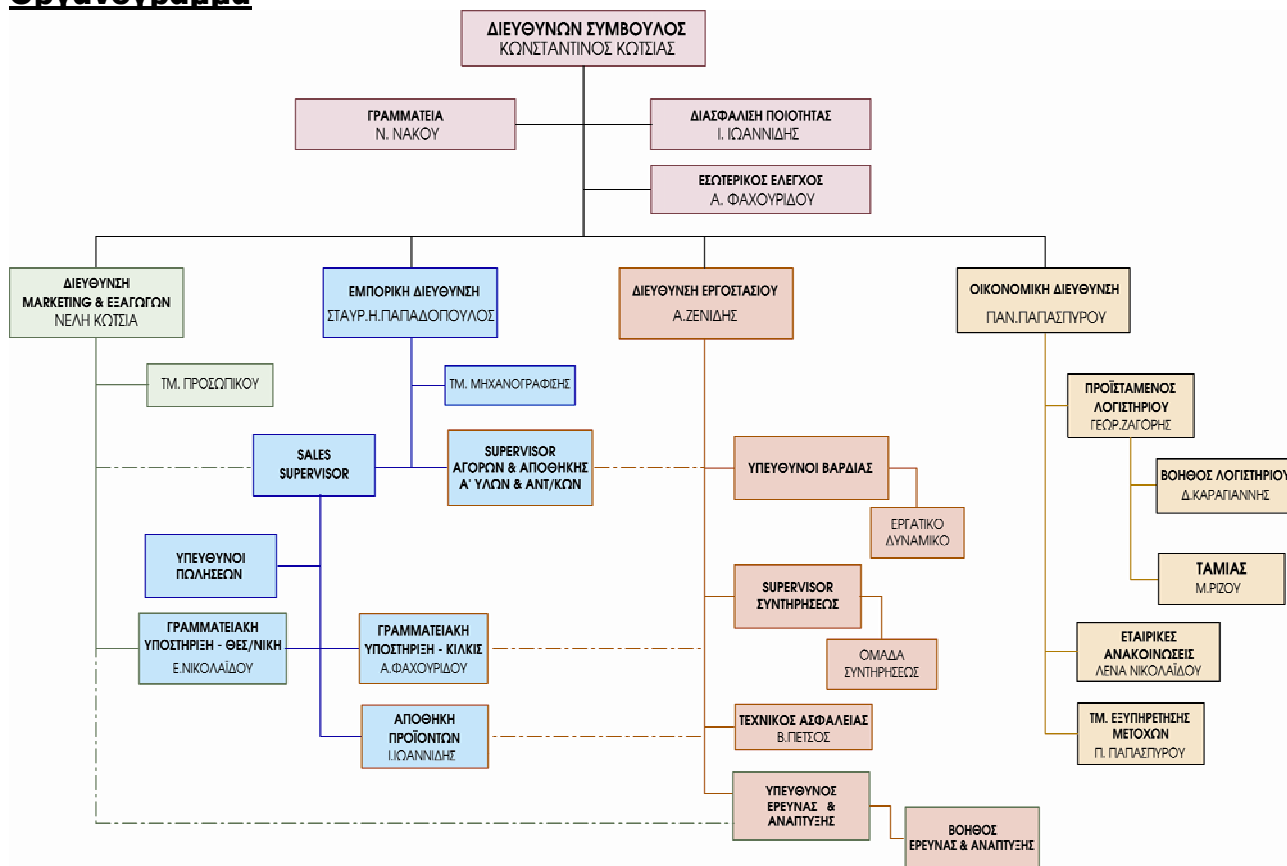 Οργανόγραμμα
ΔΙΕΥΘΥΝΩΝ ΣΥΜΒΟΥΛΟΣ
ΚΩΝΣΤΑΝΤΙΝΟΣ ΚΩΤΣΙΑΣ
ΓΡΑΜΜΑΤΕΙΑ
Ν. ΝΑΚΟΥ
ΔΙΑΣΦΑΛΙΣΗ ΠΟΙΟΤΗΤΑΣ
Ι. ΙΩΑΝΝΙΔΗΣ
ΕΣΩΤΕΡΙΚΟΣ ΕΛΕΓΧΟΣ
Α. ΦΑΧΟΥΡΙΔΟΥ
ΔΙΕΥΘΥΝΣΗ
MARKETING & ΕΞΑΓΩΓΩΝ
ΝΕΛΗ ΚΩΤΣΙΑ
ΕΜΠΟΡΙΚΗ ΔΙΕΥΘΥΝΣΗ
ΣΤΑΥΡ.Η.ΠΑΠΑΔΟΠΟΥΛΟΣ
ΔΙΕΥΘΥΝΣΗ ΕΡΓΟΣΤΑΣΙΟΥ
Α.ΖΕΝΙΔΗΣ
ΟΙΚΟΝΟΜΙΚΗ ΔΙΕΥΘΥΝΣΗ
ΠΑΝ.ΠΑΠΑΣΠΥΡΟΥ
ΤΜ. ΠΡΟΣΩΠΙΚΟΥ
ΤΜ. ΜΗΧΑΝΟΓΡΑΦΙΣΗΣ
ΠΡΟΪΣΤΑΜΕΝΟΣ
ΛΟΓΙΣΤΗΡΙΟΥ
ΓΕΩΡ.ΖΑΓΟΡΗΣ
SALES
SUPERVISOR
SUPERVISOR
ΑΓΟΡΩΝ & ΑΠΟΘΗΚΗΣ
Α' ΥΛΩΝ & ΑΝΤ/ΚΩΝ
ΥΠΕΥΘΥΝΟΙ ΒΑΡΔΙΑΣ
ΒΟΗΘΟΣ ΛΟΓΙΣΤΗΡΙΟΥ
Δ.ΚΑΡΑΓΙΑΝΝΗΣ
ΕΡΓΑΤΙΚΟ
ΔΥΝΑΜΙΚΟ
ΥΠΕΥΘΥΝΟΙ
ΠΩΛΗΣΕΩΝ
SUPERVISOR
ΣΥΝΤΗΡΗΣΕΩΣ
ΤΑΜΙΑΣ
Μ.ΡΙΖΟΥ
ΓΡΑΜΜΑΤΕΙΑΚΗ
ΥΠΟΣΤΗΡΙΞΗ - ΘΕΣ/ΝΙΚΗ
Ε.ΝΙΚΟΛΑΪΔΟΥ
ΓΡΑΜΜΑΤΕΙΑΚΗ
ΥΠΟΣΤΗΡΙΞΗ - ΚΙΛΚΙΣ
Α.ΦΑΧΟΥΡΙΔΟΥ
ΟΜΑΔΑ
ΣΥΝΤΗΡΗΣΕΩΣ
ΕΤΑΙΡΙΚΕΣ
ΑΝΑΚΟΙΝΩΣΕΙΣ
ΛΕΝΑ ΝΙΚΟΛΑΪΔΟΥ
ΑΠΟΘΗΚΗ
ΠΡΟΪΟΝΤΩΝ
Ι.ΙΩΑΝΝΙΔΗΣ
ΤΕΧΝΙΚΟΣ ΑΣΦΑΛΕΙΑΣ
Β.ΠΕΤΣΟΣ
ΤΜ. ΕΞΥΠΗΡΕΤΗΣΗΣ
ΜΕΤΟΧΩΝ
Π. ΠΑΠΑΣΠΥΡΟΥ
ΥΠΕΥΘΥΝΟΣ
ΕΡΕΥΝΑΣ &
ΑΝΑΠΤΥΞΗΣ
ΒΟΗΘΟΣ
ΕΡΕΥΝΑΣ & ΑΝΑΠΤΥΞΗΣ